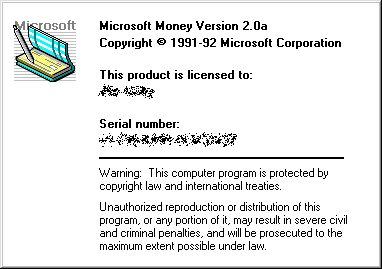 Microsoft
Microsoft Money Version 2.0a
Copyright © 1991-92 Microsoft Corporation
This product is licensed to:
Serial number:
Warning: This computer program is protected by
copyright law and international treaties.
Unauthorized reproduction or distribution of this
program, or any portion of it, may result in severe civil
and criminal penalties, and will be prosecuted to the
maximum extent possible under law.